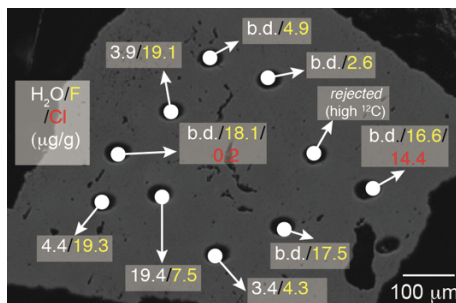 b.d./4.9
3.9/19.1
b.d./2.6
H₂O/F
/Cl
(µg/g)
rejected
(high ¹²C)
b.d./18.1/
0.2
b.d./16.6/
14.4
4.4/19.3
b.d./17.5
19.4/7.5
3.4/4.3
100 µm